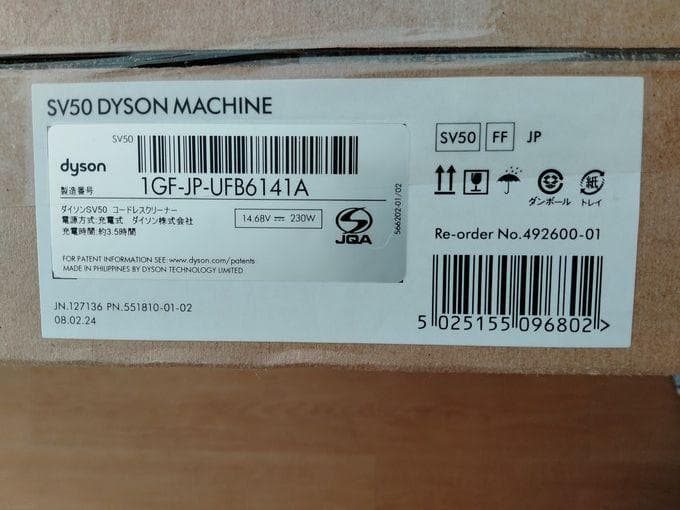 SV50 DYSON MACHINE
SV50
dyson
製造番号
1GF-JP-UFB6141A
ダイソンSV50 コードレスクリーナー
電源方式:充電式 ダイソン株式会社
充電時間:約3.5時間
14.68V 230W
JQA
566202-01/02
FOR PATENT INFORMATION SEE: www.dyson.com/patents
MADE IN PHILIPPINES BY DYSON TECHNOLOGY LIMITED
JN.127136 PN.551810-01-02
08.02.24
SV50 FF JP
紙
ダンボール トレイ
Re-order No.492600-01
5 025155 096802 >